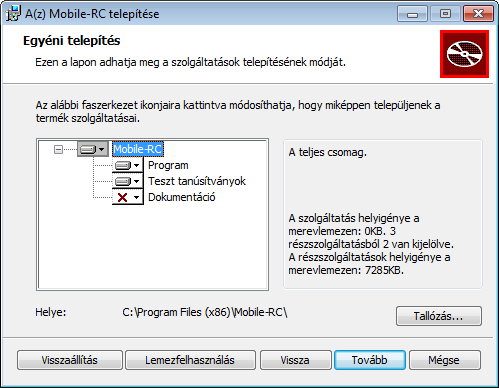 A(z) Mobile-RC telepítése
Egyéni telepítés
Ezen a lapon adhatja meg a szolgáltatások telepítésének módját.
Az alábbi faszerkezet ikonjaira kattintva módosíthatja, hogy miképpen települjenek a
termék szolgáltatásai.
Mobile-RC
Program
Teszt tanúsítványok
Dokumentáció
A teljes csomag.
A szolgáltatás helyigénye a
merevlemezen: 0KB. 3
részszolgáltatásból 2 van kijelölve.
A részszolgáltatások helyigénye a
merevlemezen: 7285KB.
Helye: C:\Program Files (x86)\Mobile-RC\
Tallózás...
Visszaállítás Lemezfelhasználás Vissza Tovább Mégse